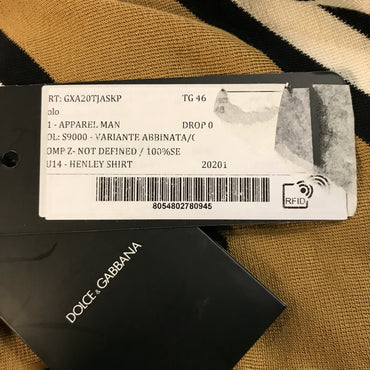 RT: GXA20TJASKP TG 46
olo
1 - APPAREL MAN DROP 0
OL: S9000 - VARIANTE ABBINATA/C
OMP Z- NOT DEFINED / 100%SE
U14 - HENLEY SHIRT 20201
8054802780945
RFID
DOLCE & GABBANA